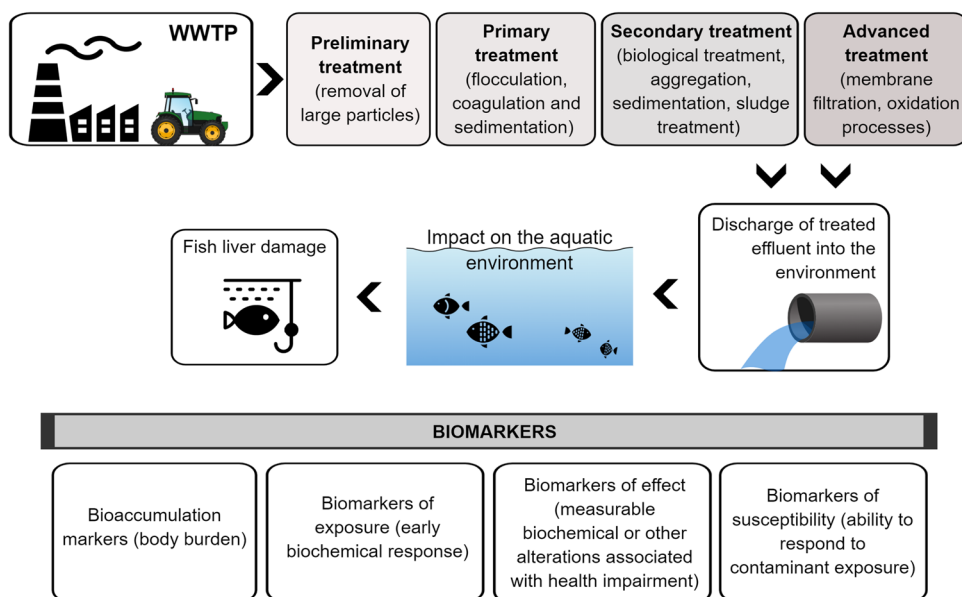 WWTP
Preliminary
treatment
(removal of
large particles)
Primary
treatment
(flocculation,
coagulation and
sedimentation)
Secondary treatment
(biological treatment,
aggregation,
sedimentation, sludge
treatment)
Advanced
treatment
(membrane
filtration, oxidation
processes)
Discharge of treated
effluent into the
environment
Impact on the aquatic
environment
Fish liver damage
BIOMARKERS
Bioaccumulation
markers (body burden)
Biomarkers of
exposure (early
biochemical response)
Biomarkers of effect
(measurable
biochemical or other
alterations associated
with health impairment)
Biomarkers of
susceptibility (ability to
respond to
contaminant exposure)